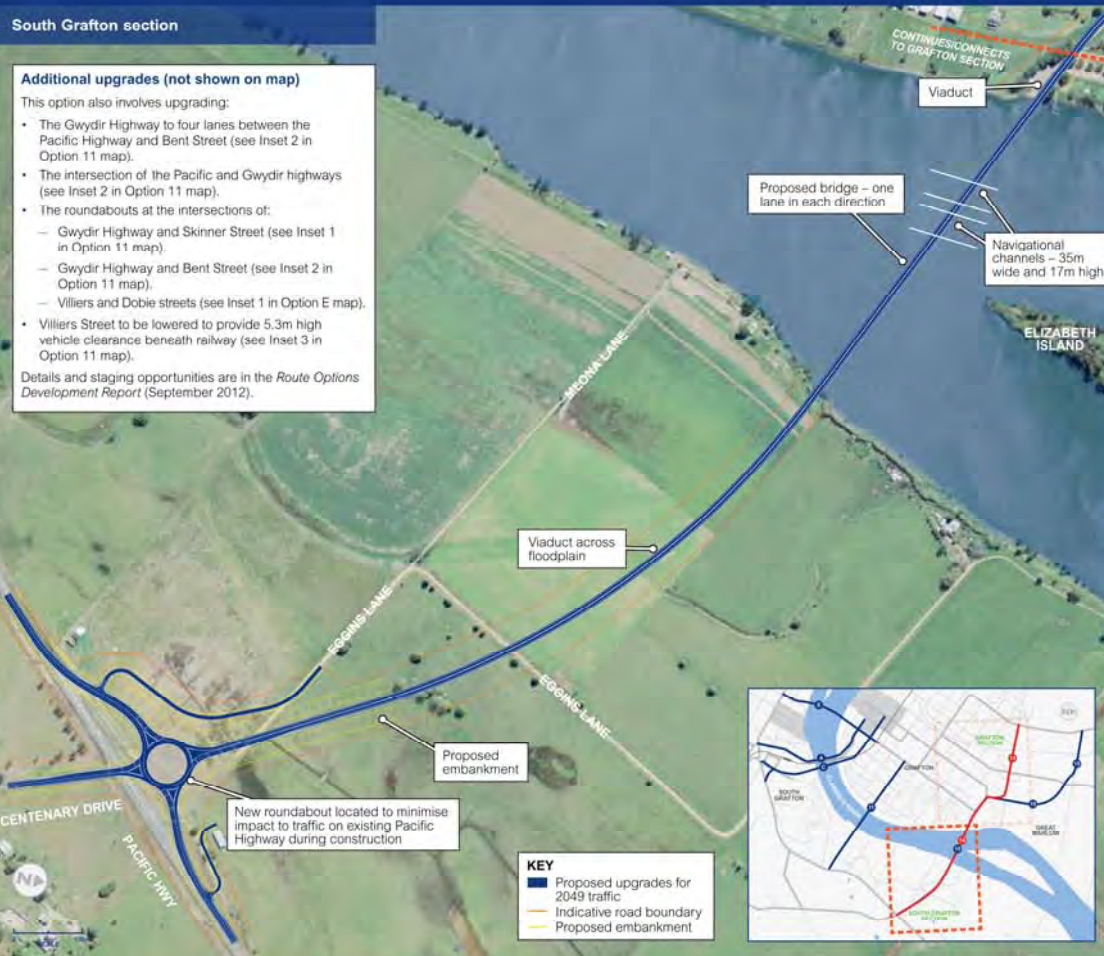 South Grafton section
Additional upgrades (not shown on map)
This option also involves upgrading:
• The Gwydir Highway to four lanes between the
Pacific Highway and Bent Street (see Inset 2 in
Option 11 map).
• The intersection of the Pacific and Gwydir highways
(see Inset 2 in Option 11 map).
• The roundabouts at the intersections of:
– Gwydir Highway and Skinner Street (see Inset 1
in Option 11 map).
– Gwydir Highway and Bent Street (see Inset 2 in
Option 11 map).
– Villiers and Dobie streets (see Inset 1 in Option E map).
• Villiers Street to be lowered to provide 5.3m high
vehicle clearance beneath railway (see Inset 3 in
Option 11 map).
Details and staging opportunities are in the Route Options
Development Report (September 2012).
CONTINUES/CONNECTS
TO GRAFTON SECTION
Viaduct
Proposed bridge – one
lane in each direction
Navigational
channels – 35m
wide and 17m high
ELIZABETH
ISLAND
MEONA LANE
Viaduct across
floodplain
EGGINS LANE
EGGINS LANE
Proposed
embankment
New roundabout located to minimise
impact to traffic on existing Pacific
Highway during construction
CENTENARY DRIVE
PACIFIC HWY
N
KEY
Proposed upgrades for
2049 traffic
Indicative road boundary
Proposed embankment
GRAFTON
SOUTH
GRAFTON
GRAFTON
GREAT
MARLOW
11
SOUTH GRAFTON